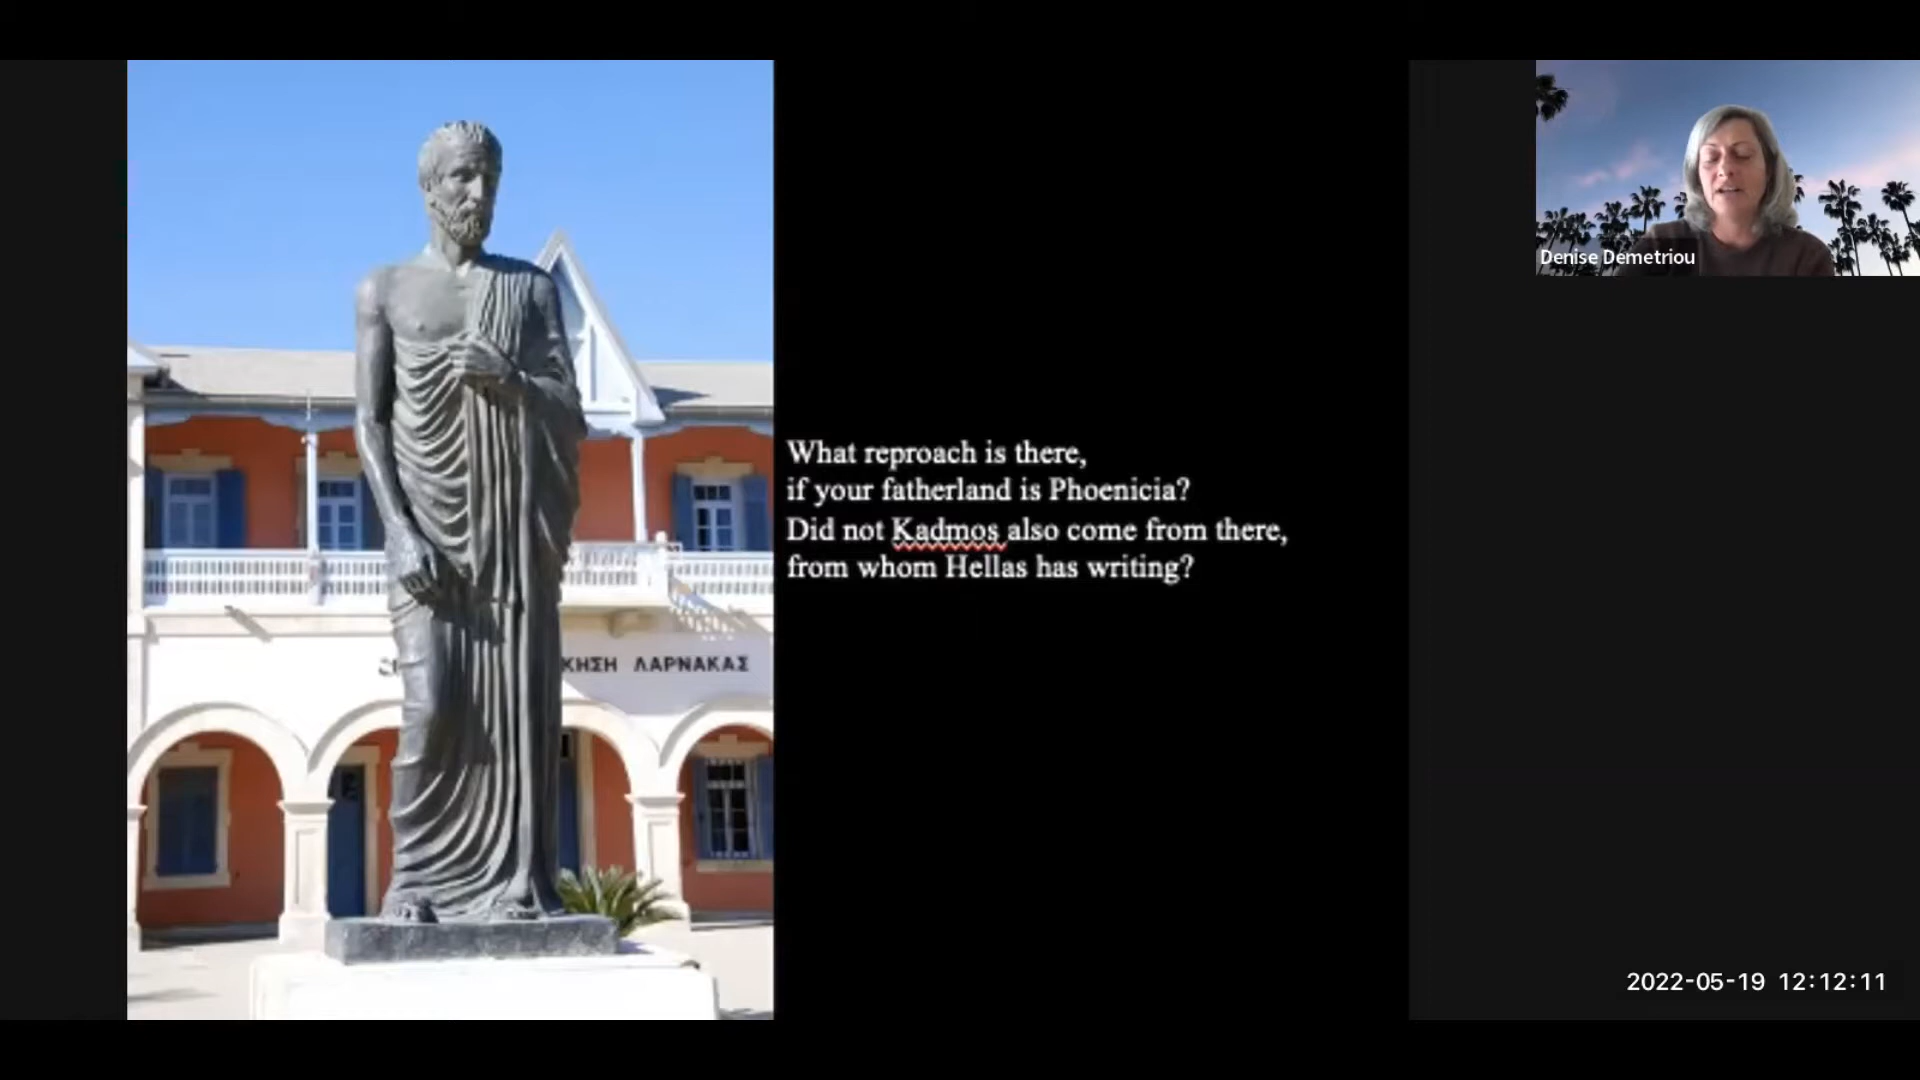 What reproach is there,
if your fatherland is Phoenicia?
Did not Kadmos also come from there,
from whom Hellas has writing?
ΚΗΣΗ ΛΑΡΝΑΚΑΣ
Denise Demetriou
2022-05-19 12:12:11